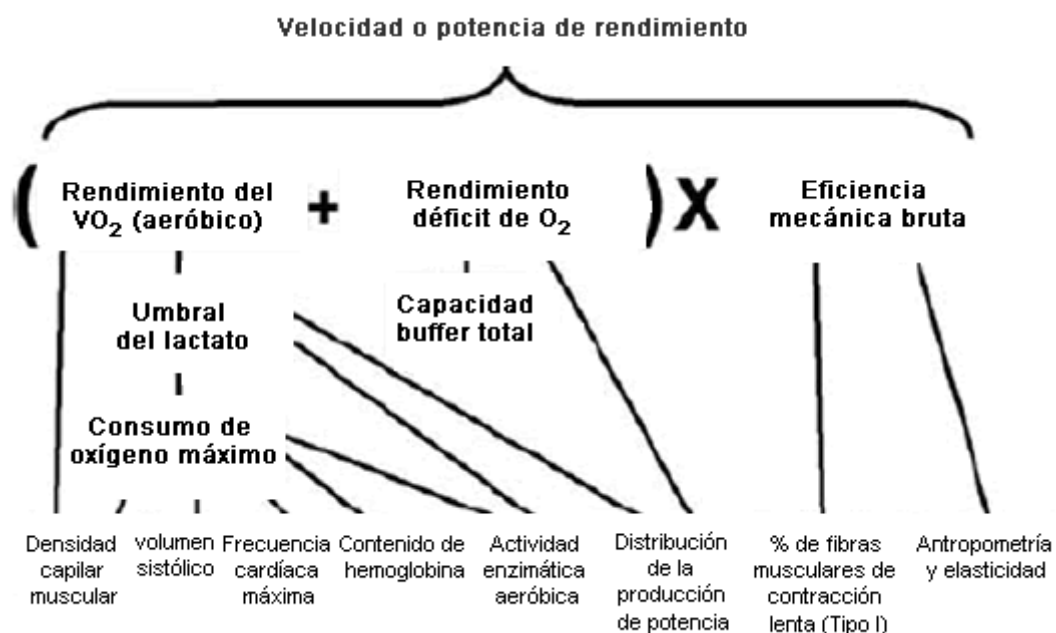 Velocidad o potencia de rendimiento
( Rendimiento del
VO₂ (aeróbico)
+
Rendimiento
déficit de O₂
) X
Eficiencia
mecánica bruta
Umbral
del lactato
Capacidad
buffer total
Consumo de
oxígeno máximo
Densidad
capilar
muscular
volumen
sistólico
Frecuencia
cardíaca
máxima
Contenido de
hemoglobina
Actividad
enzimática
aeróbica
Distribución
de la
producción
de potencia
% de fibras
musculares de
contracción
lenta (Tipo I)
Antropometría
y elasticidad